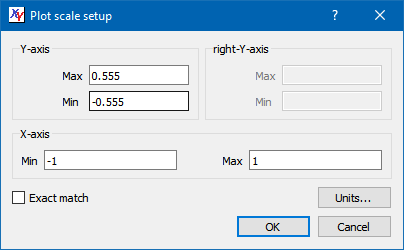 XY Plot scale setup ? ×
Y-axis right-Y-axis
Max 0.555 Max
Min -0.555 Min
X-axis
Min -1 Max 1
Exact match Units...
OK Cancel